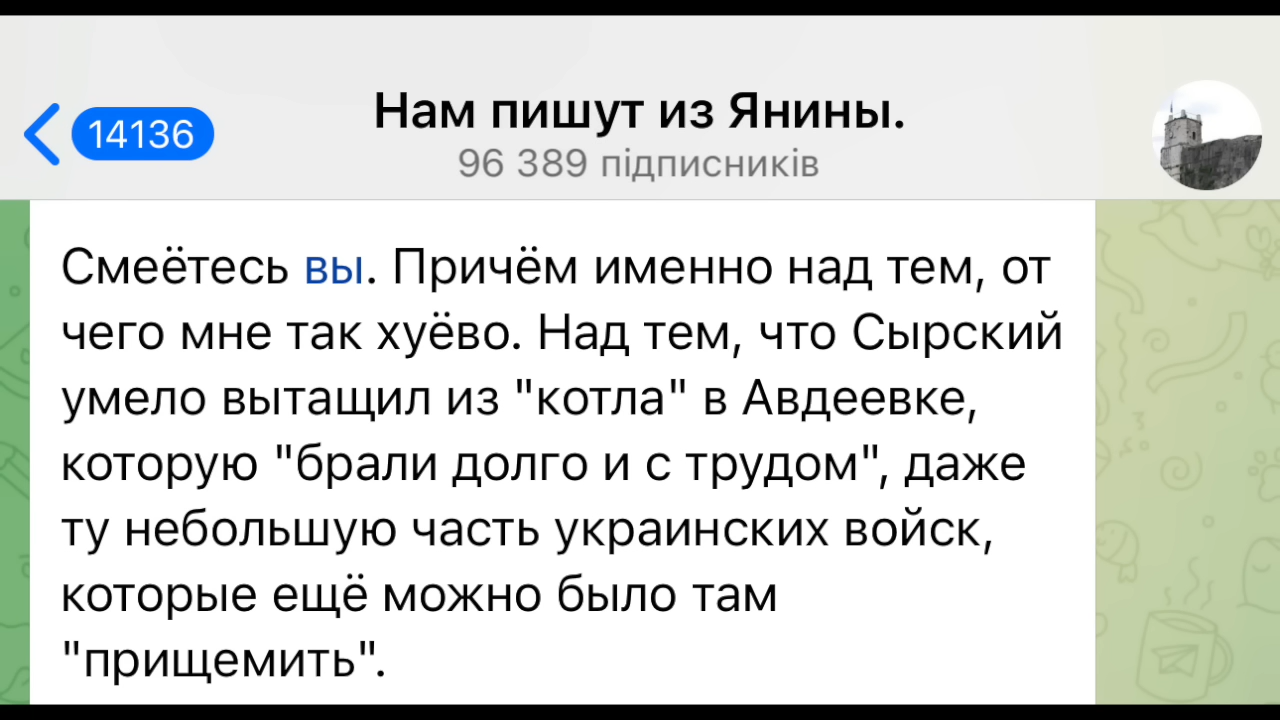 14136
Нам пишут из Янины.
96 389 підписників
Смеётесь вы. Причём именно над тем, от
чего мне так хуёво. Над тем, что Сырский
умело вытащил из "котла" в Авдеевке,
которую "брали долго и с трудом", даже
ту небольшую часть украинских войск,
которые ещё можно было там
"прищемить".